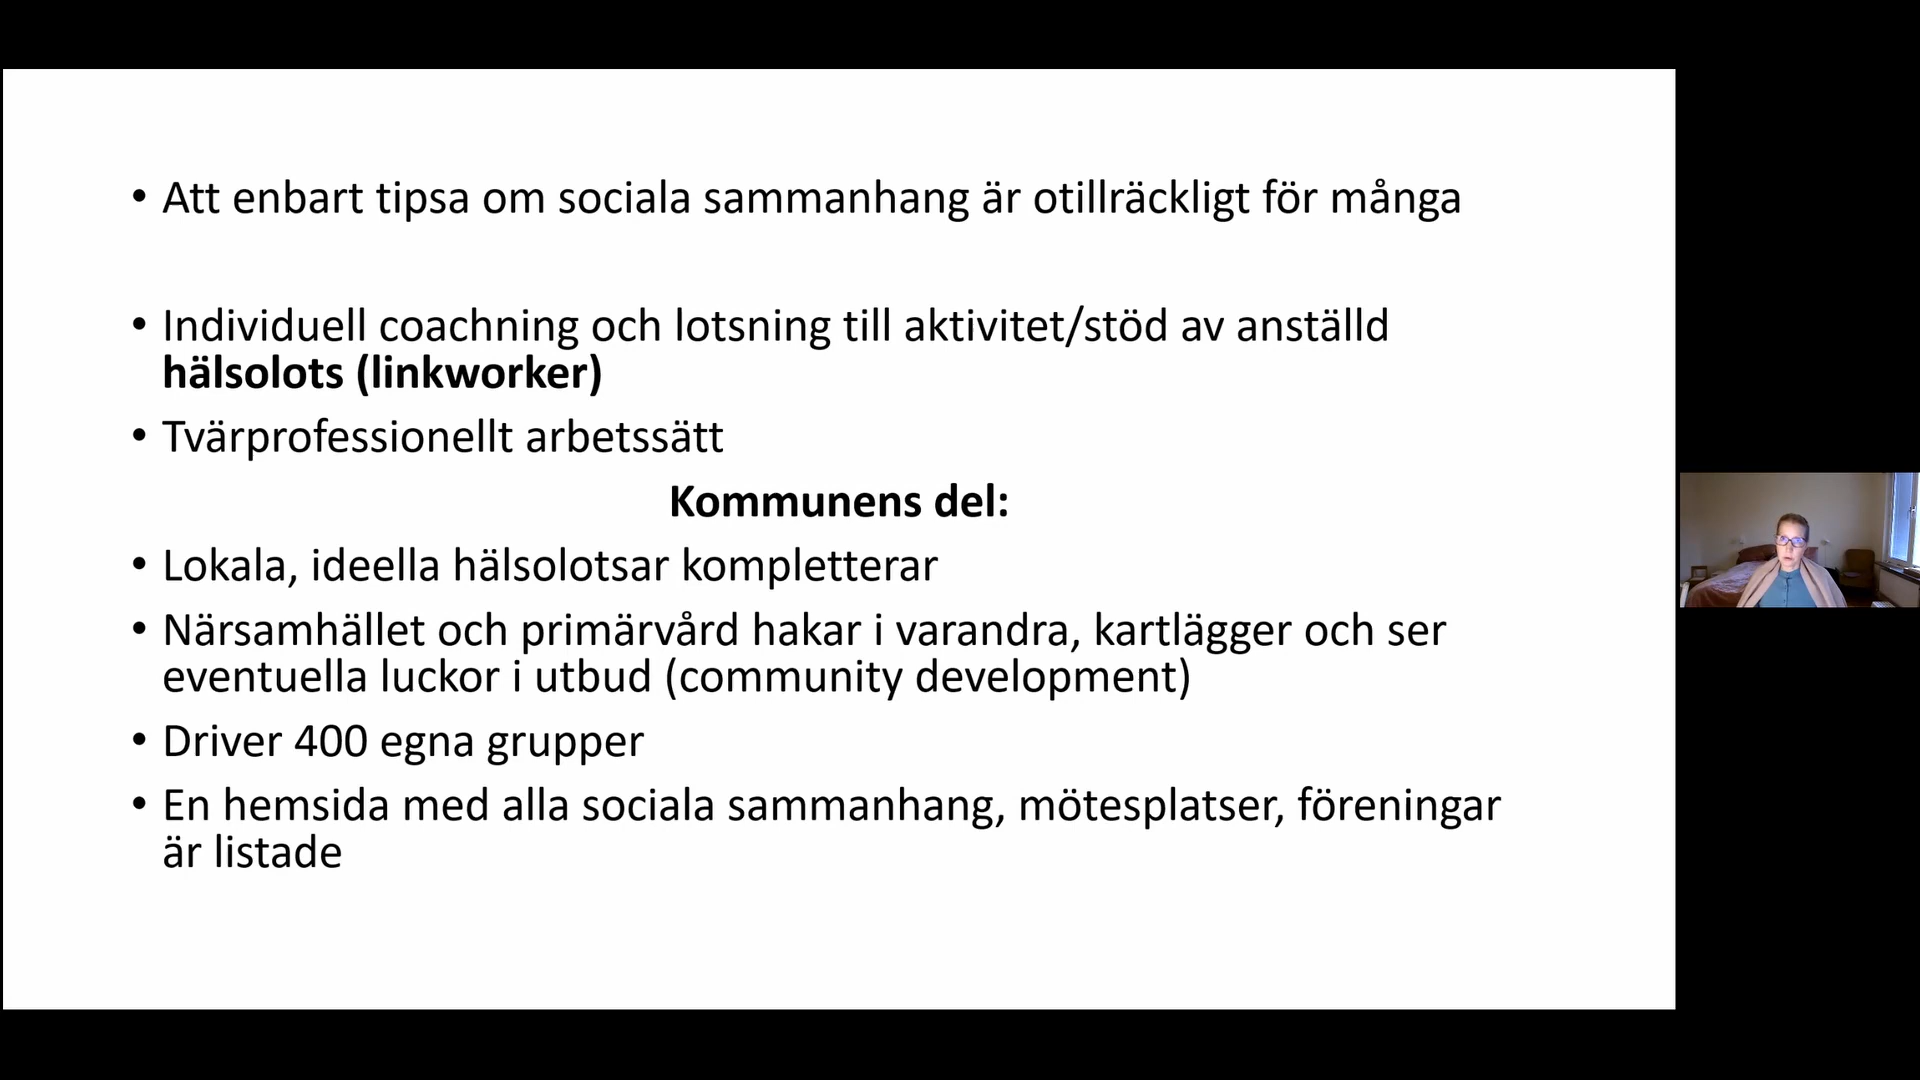 • Att enbart tipsa om sociala sammanhang är otillräckligt för många
• Individuell coachning och lotsning till aktivitet/stöd av anställd
hälsolots (linkworker)
• Tvärprofessionellt arbetssätt
Kommunens del:
• Lokala, ideella hälsolotsar kompletterar
• Närsamhället och primärvård hakar i varandra, kartlägger och ser
eventuella luckor i utbud (community development)
• Driver 400 egna grupper
• En hemsida med alla sociala sammanhang, mötesplatser, föreningar
är listade